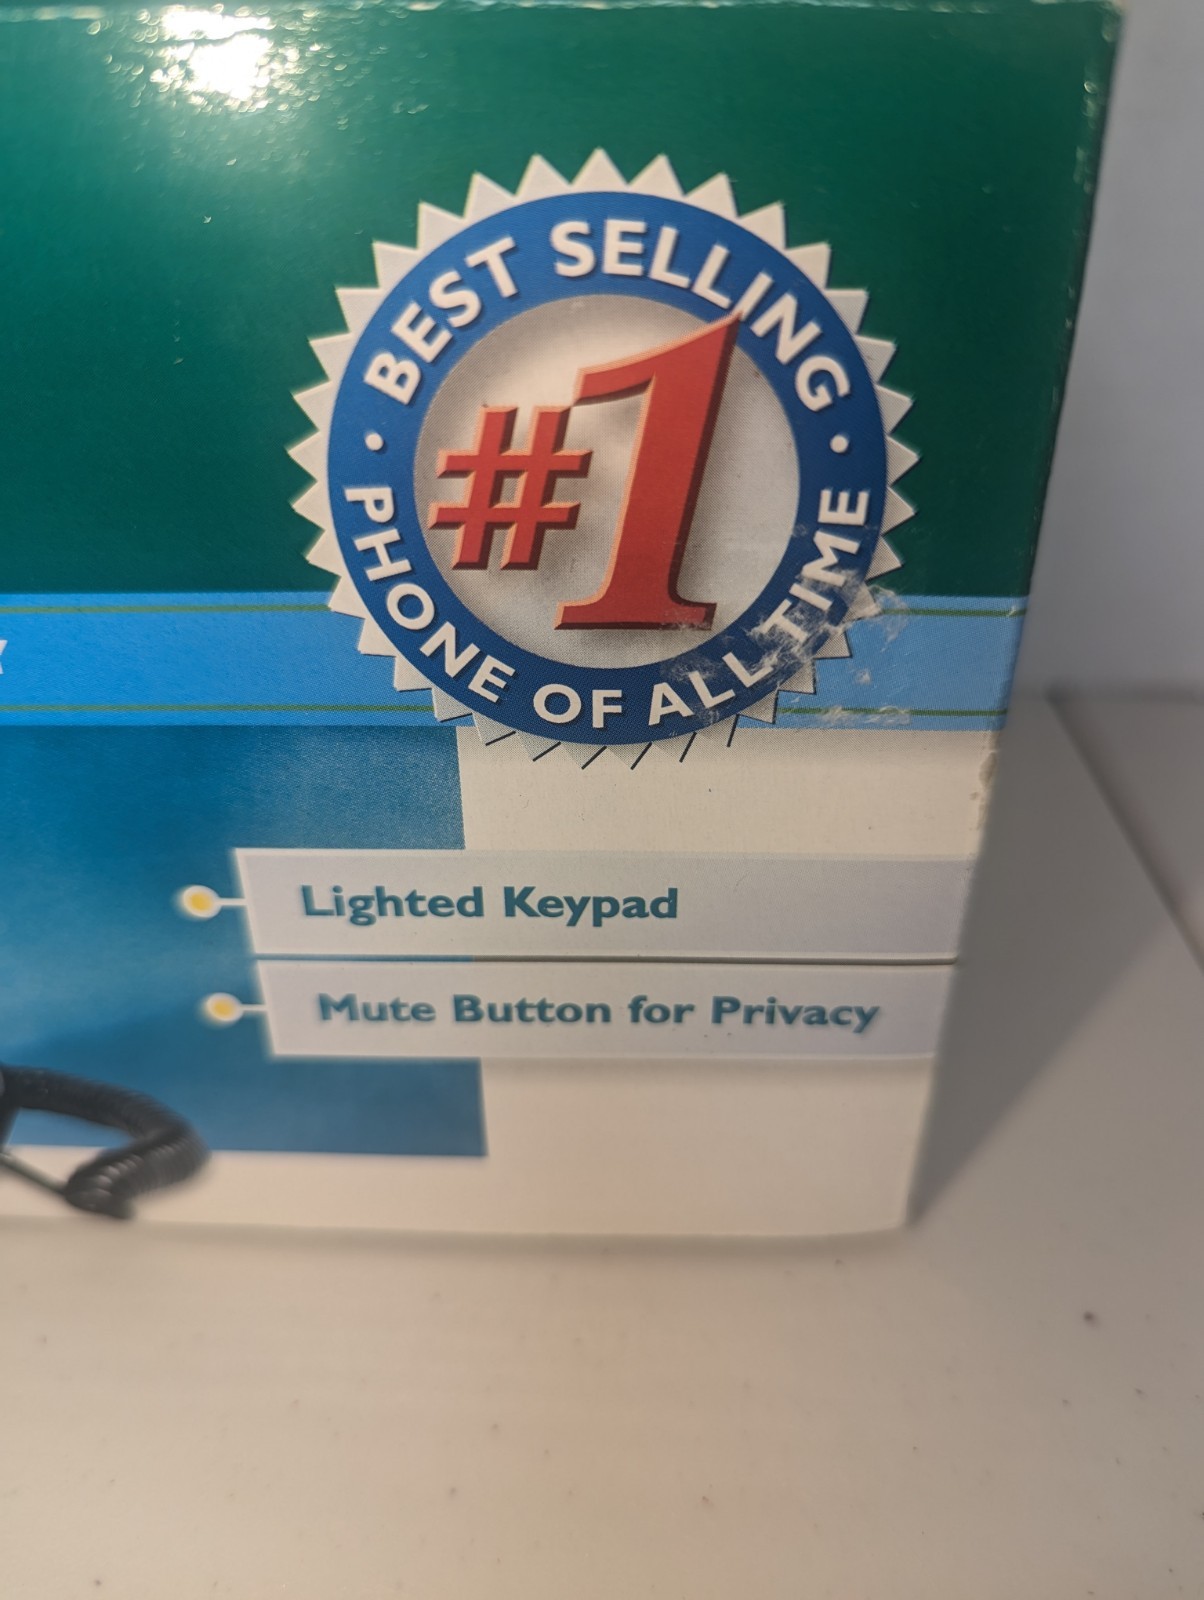 BEST SELLING
#1
PHONE OF ALL TIME
Lighted Keypad
Mute Button for Privacy